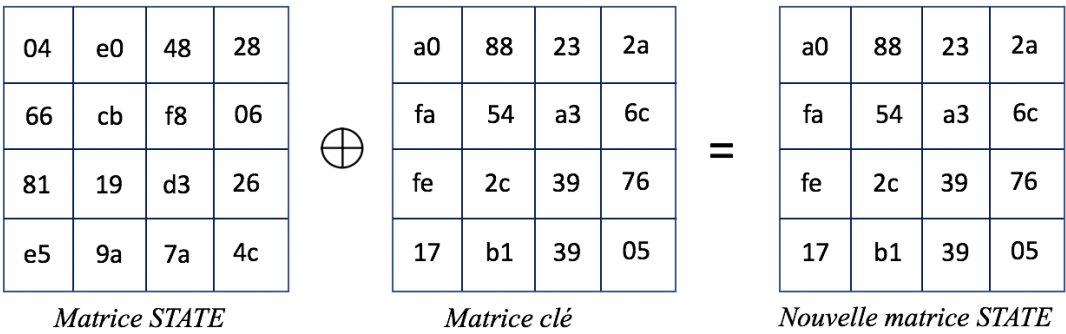 04 e0 48 28 a0 88 23 2a a0 88 23 2a
66 cb f8 06 fa 54 a3 6c fa 54 a3 6c
⊕ =
81 19 d3 26 fe 2c 39 76 fe 2c 39 76
e5 9a 7a 4c 17 b1 39 05 17 b1 39 05
Matrice STATE Matrice clé Nouvelle matrice STATE